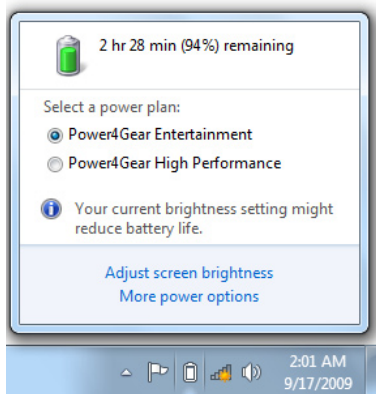 2 hr 28 min (94%) remaining
Select a power plan:
Power4Gear Entertainment
Power4Gear High Performance
Your current brightness setting might
reduce battery life.
Adjust screen brightness
More power options
2:01 AM
9/17/2009